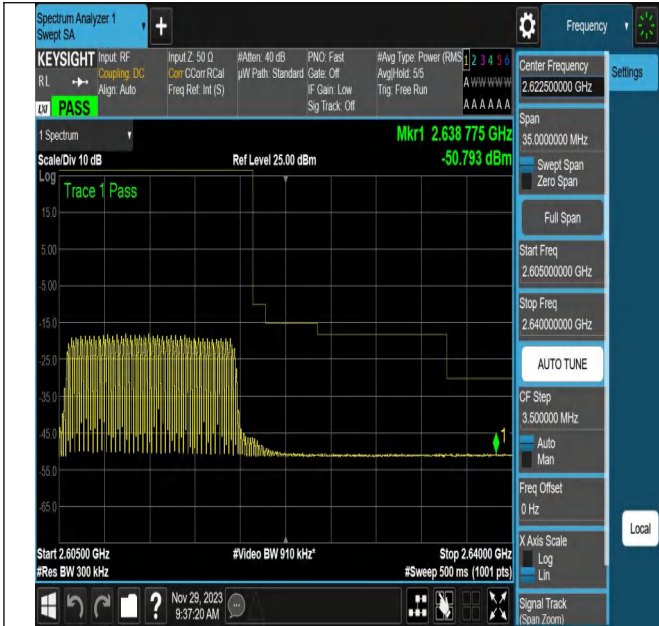 Spectrum Analyzer 1
Swept SA
+
Frequency
KEYSIGHT
Input: RF
Coupling: DC
Align: Auto
RL
LXI
PASS
Input Z: 50 Ω
Corr CCorr RCal
Freq Ref: Int (S)
#Atten: 40 dB
µW Path: Standard
PNO: Fast
Gate: Off
IF Gain: Low
Sig Track: Off
#Avg Type: Power (RMS
Avg|Hold: 5/5
Trig: Free Run
1 2 3 4 5 6
A W W W W W
A A A A A A
1 Spectrum
Scale/Div 10 dB
Ref Level 25.00 dBm
Mkr1 2.638 775 GHz
-50.793 dBm
Log
Trace 1 Pass
15.0
5.00
-5.00
-15.0
-25.0
-35.0
-45.0
-55.0
-65.0
1
Start 2.60500 GHz
#Res BW 300 kHz
#Video BW 910 kHz*
Stop 2.64000 GHz
#Sweep 500 ms (1001 pts)
Nov 29, 2023
9:37:20 AM
?
Center Frequency
2.622500000 GHz
Span
35.0000000 MHz
Swept Span
Zero Span
Full Span
Start Freq
2.605000000 GHz
Stop Freq
2.640000000 GHz
AUTO TUNE
CF Step
3.500000 MHz
Auto
Man
Freq Offset
0 Hz
X Axis Scale
Log
Lin
Signal Track
(Span Zoom)
Settings
Local